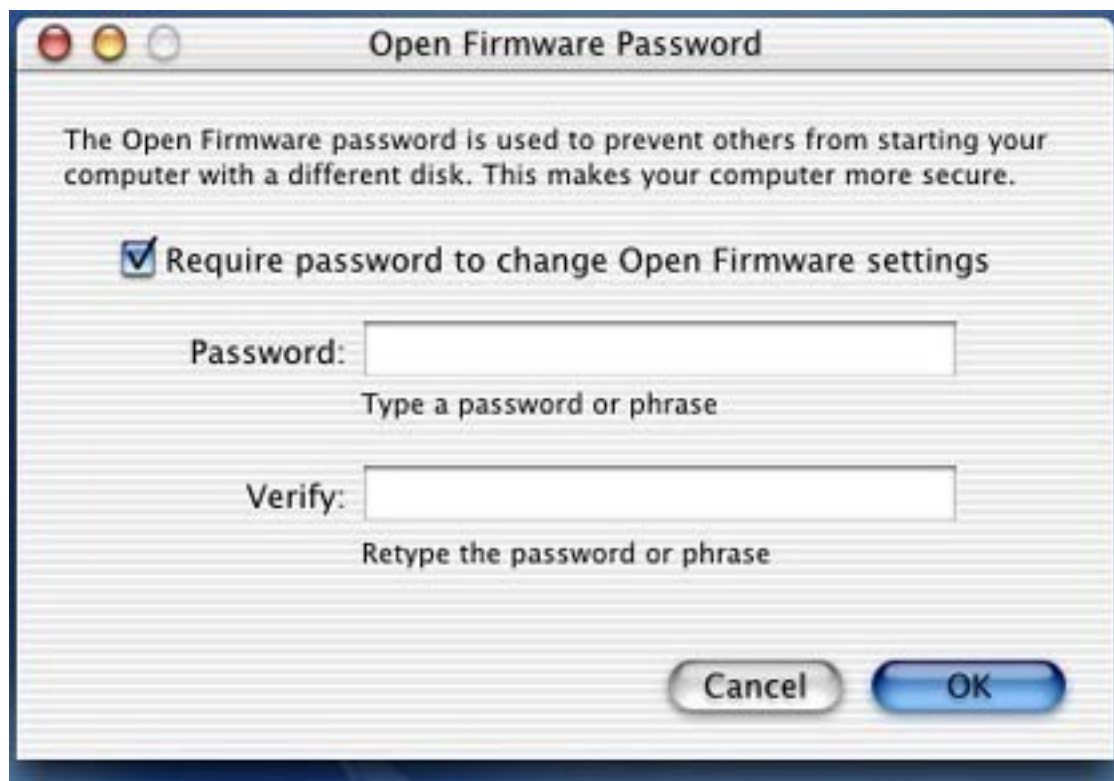 Open Firmware Password
The Open Firmware password is used to prevent others from starting your
computer with a different disk. This makes your computer more secure.
Require password to change Open Firmware settings
Password:
Type a password or phrase
Verify:
Retype the password or phrase
Cancel OK